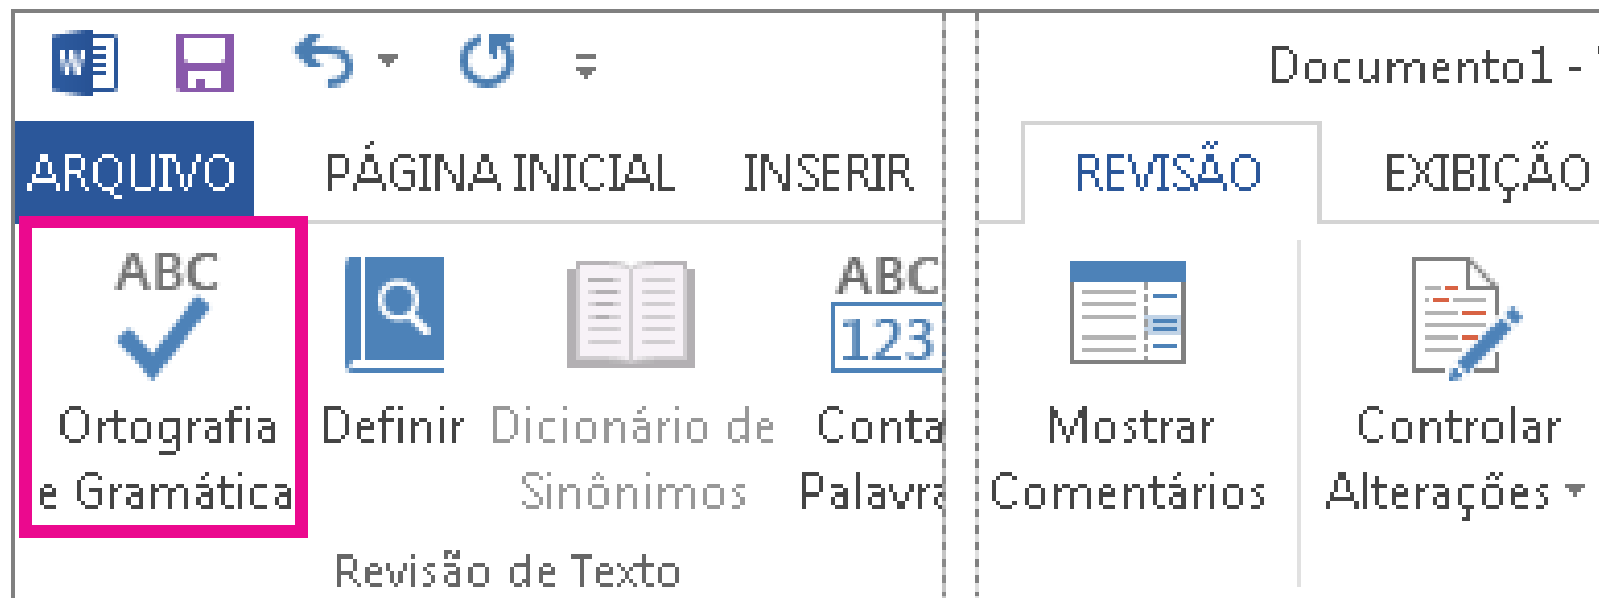 Documento1 -
ARQUIVO PÁGINA INICIAL INSERIR REVISÃO EXIBIÇÃO
ABC
Ortografia
e Gramática
Definir
Dicionário de
Sinônimos
ABC
123
Conta
Palavra
Mostrar
Comentários
Controlar
Alterações
Revisão de Texto